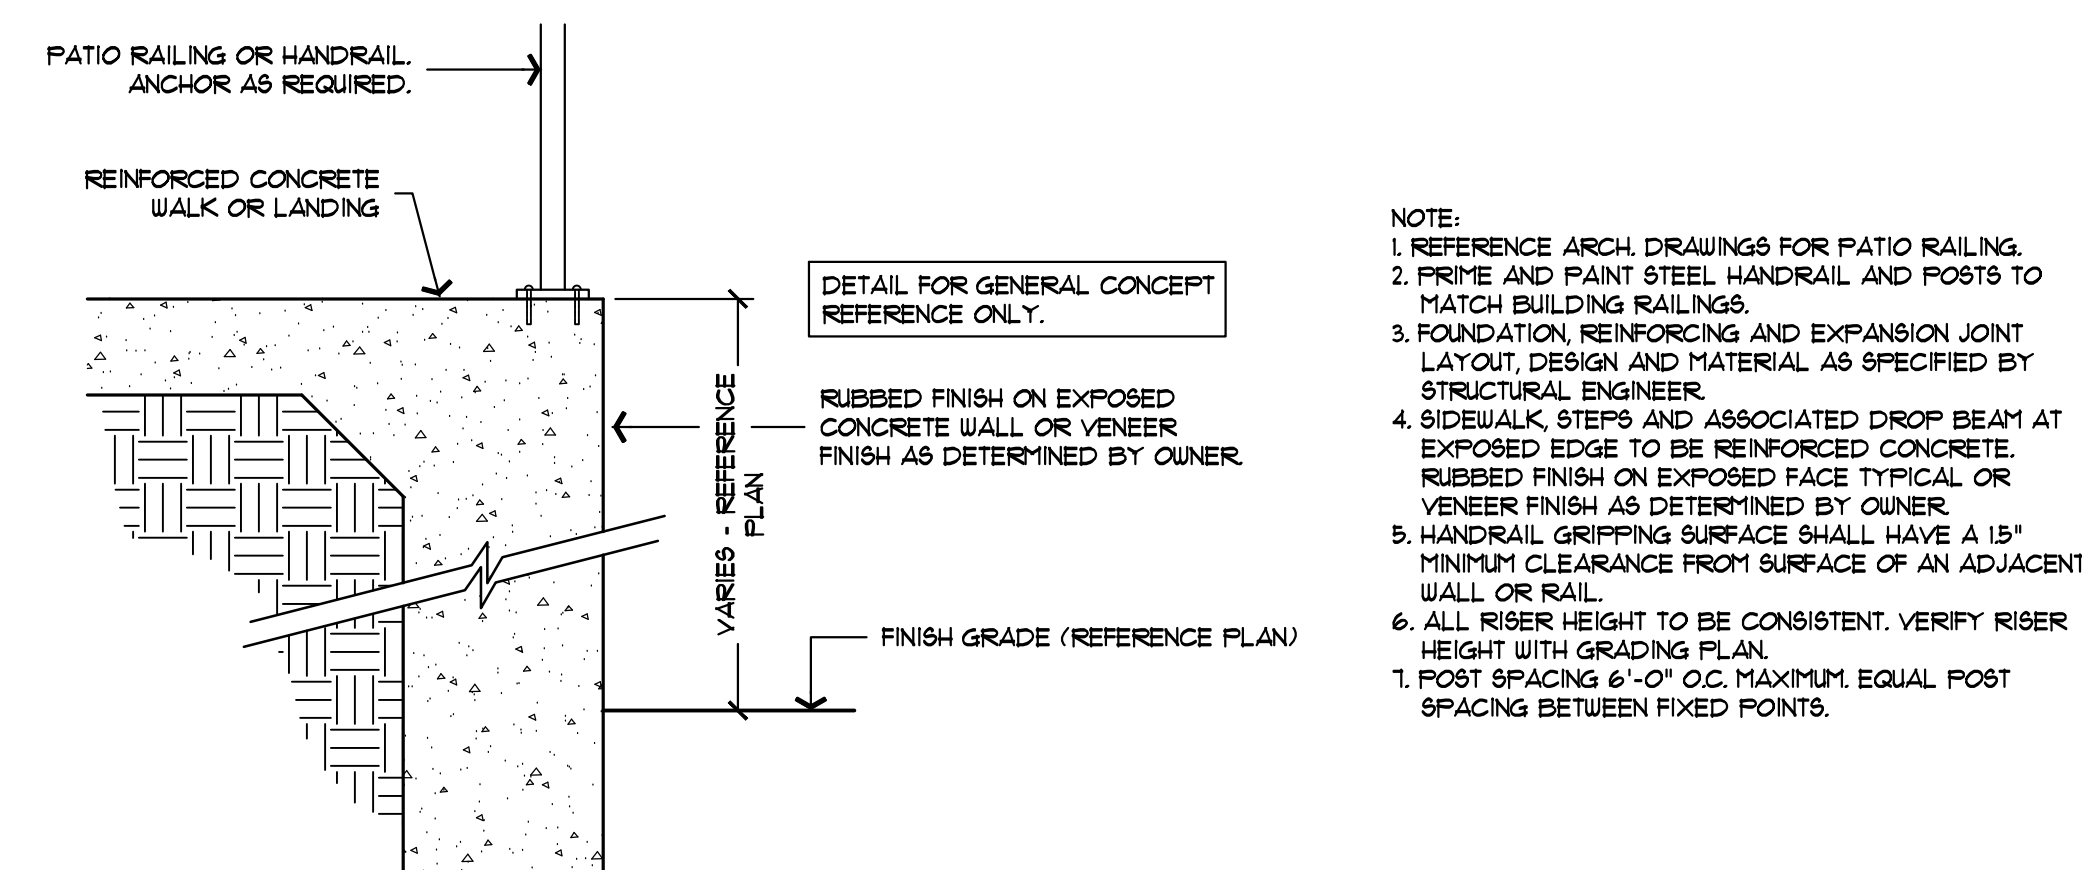 PATIO RAILING OR HANDRAIL.
ANCHOR AS REQUIRED.
REINFORCED CONCRETE
WALK OR LANDING
DETAIL FOR GENERAL CONCEPT
REFERENCE ONLY.
RUBBED FINISH ON EXPOSED
CONCRETE WALL OR VENEER
FINISH AS DETERMINED BY OWNER.
VARIES - REFERENCE
PLAN
FINISH GRADE (REFERENCE PLAN)
NOTE:
1. REFERENCE ARCH. DRAWINGS FOR PATIO RAILING.
2. PRIME AND PAINT STEEL HANDRAIL AND POSTS TO
MATCH BUILDING RAILINGS.
3. FOUNDATION, REINFORCING AND EXPANSION JOINT
LAYOUT, DESIGN AND MATERIAL AS SPECIFIED BY
STRUCTURAL ENGINEER.
4. SIDEWALK, STEPS AND ASSOCIATED DROP BEAM AT
EXPOSED EDGE TO BE REINFORCED CONCRETE.
RUBBED FINISH ON EXPOSED FACE TYPICAL OR
VENEER FINISH AS DETERMINED BY OWNER.
5. HANDRAIL GRIPPING SURFACE SHALL HAVE A 1.5"
MINIMUM CLEARANCE FROM SURFACE OF AN ADJACENT
WALL OR RAIL.
6. ALL RISER HEIGHT TO BE CONSISTENT. VERIFY RISER
HEIGHT WITH GRADING PLAN.
7. POST SPACING 6'-0" O.C. MAXIMUM. EQUAL POST
SPACING BETWEEN FIXED POINTS.